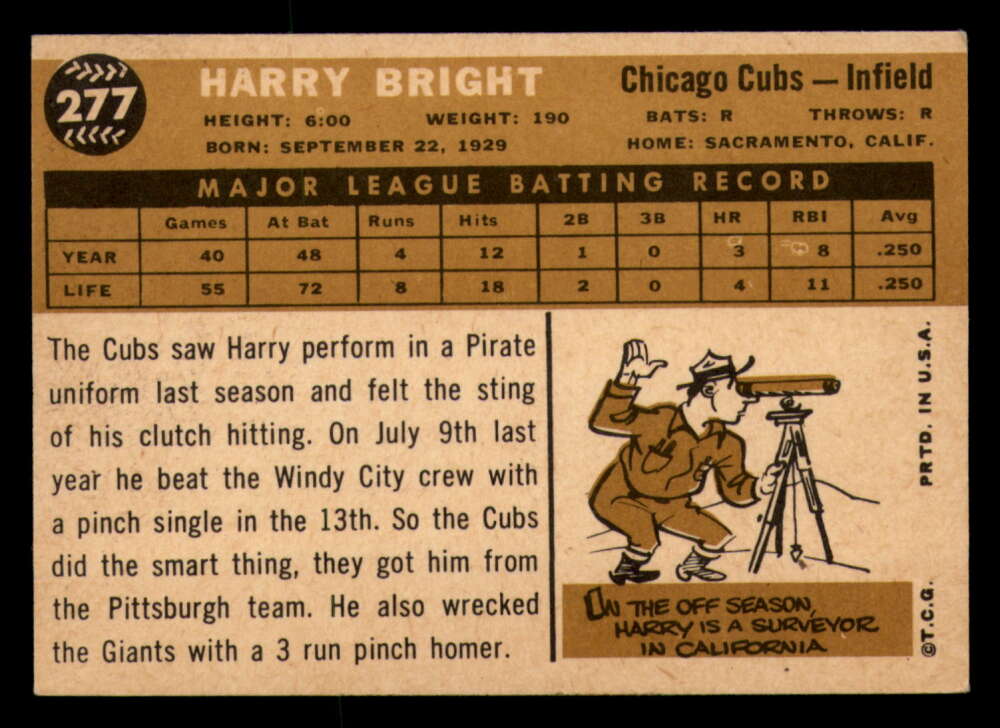 277
HARRY BRIGHT
Chicago Cubs — Infield
HEIGHT: 6:00 WEIGHT: 190 BATS: R THROWS: R
BORN: SEPTEMBER 22, 1929 HOME: SACRAMENTO, CALIF.
MAJOR LEAGUE BATTING RECORD
Games At Bat Runs Hits 2B 3B HR RBI Avg
YEAR 40 48 4 12 1 0 3 8 .250
LIFE 55 72 8 18 2 0 4 11 .250
The Cubs saw Harry perform in a Pirate
uniform last season and felt the sting
of his clutch hitting. On July 9th last
year he beat the Windy City crew with
a pinch single in the 13th. So the Cubs
did the smart thing, they got him from
the Pittsburgh team. He also wrecked
the Giants with a 3 run pinch homer.
ON THE OFF SEASON,
HARRY IS A SURVEYOR
IN CALIFORNIA
©T.C.G. PRTD. IN U.S.A.